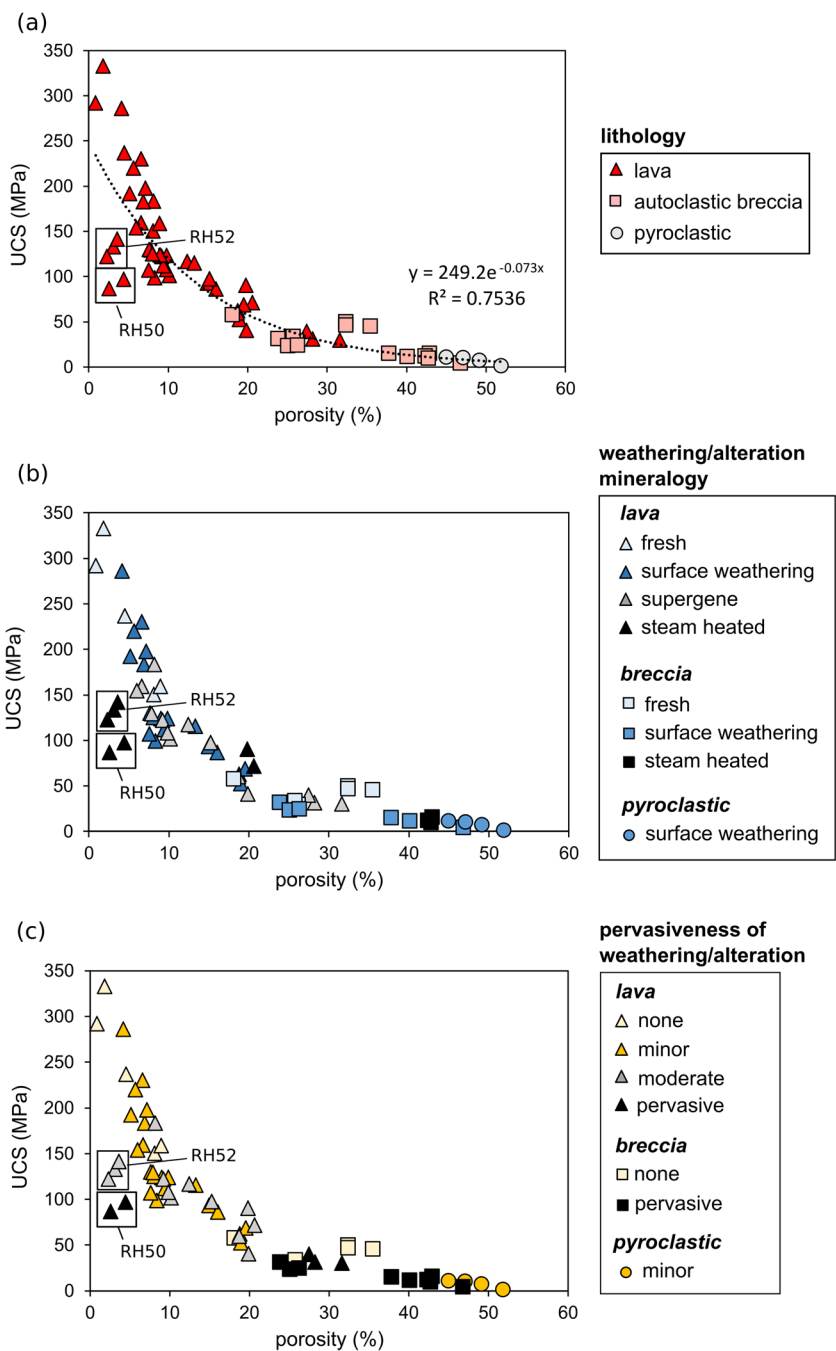 (a)
350
300
250
200
150
100
50
0
UCS (MPa)
RH52
RH50
y = 249.2e^-0.073x
R² = 0.7536
0 10 20 30 40 50 60
porosity (%)
lithology
lava
autoclastic breccia
pyroclastic
(b)
350
300
250
200
150
100
50
0
UCS (MPa)
RH52
RH50
0 10 20 30 40 50 60
porosity (%)
weathering/alteration
mineralogy
lava
fresh
surface weathering
supergene
steam heated
breccia
fresh
surface weathering
steam heated
pyroclastic
surface weathering
(c)
350
300
250
200
150
100
50
0
UCS (MPa)
RH52
RH50
0 10 20 30 40 50 60
porosity (%)
pervasiveness of
weathering/alteration
lava
none
minor
moderate
pervasive
breccia
none
pervasive
pyroclastic
minor